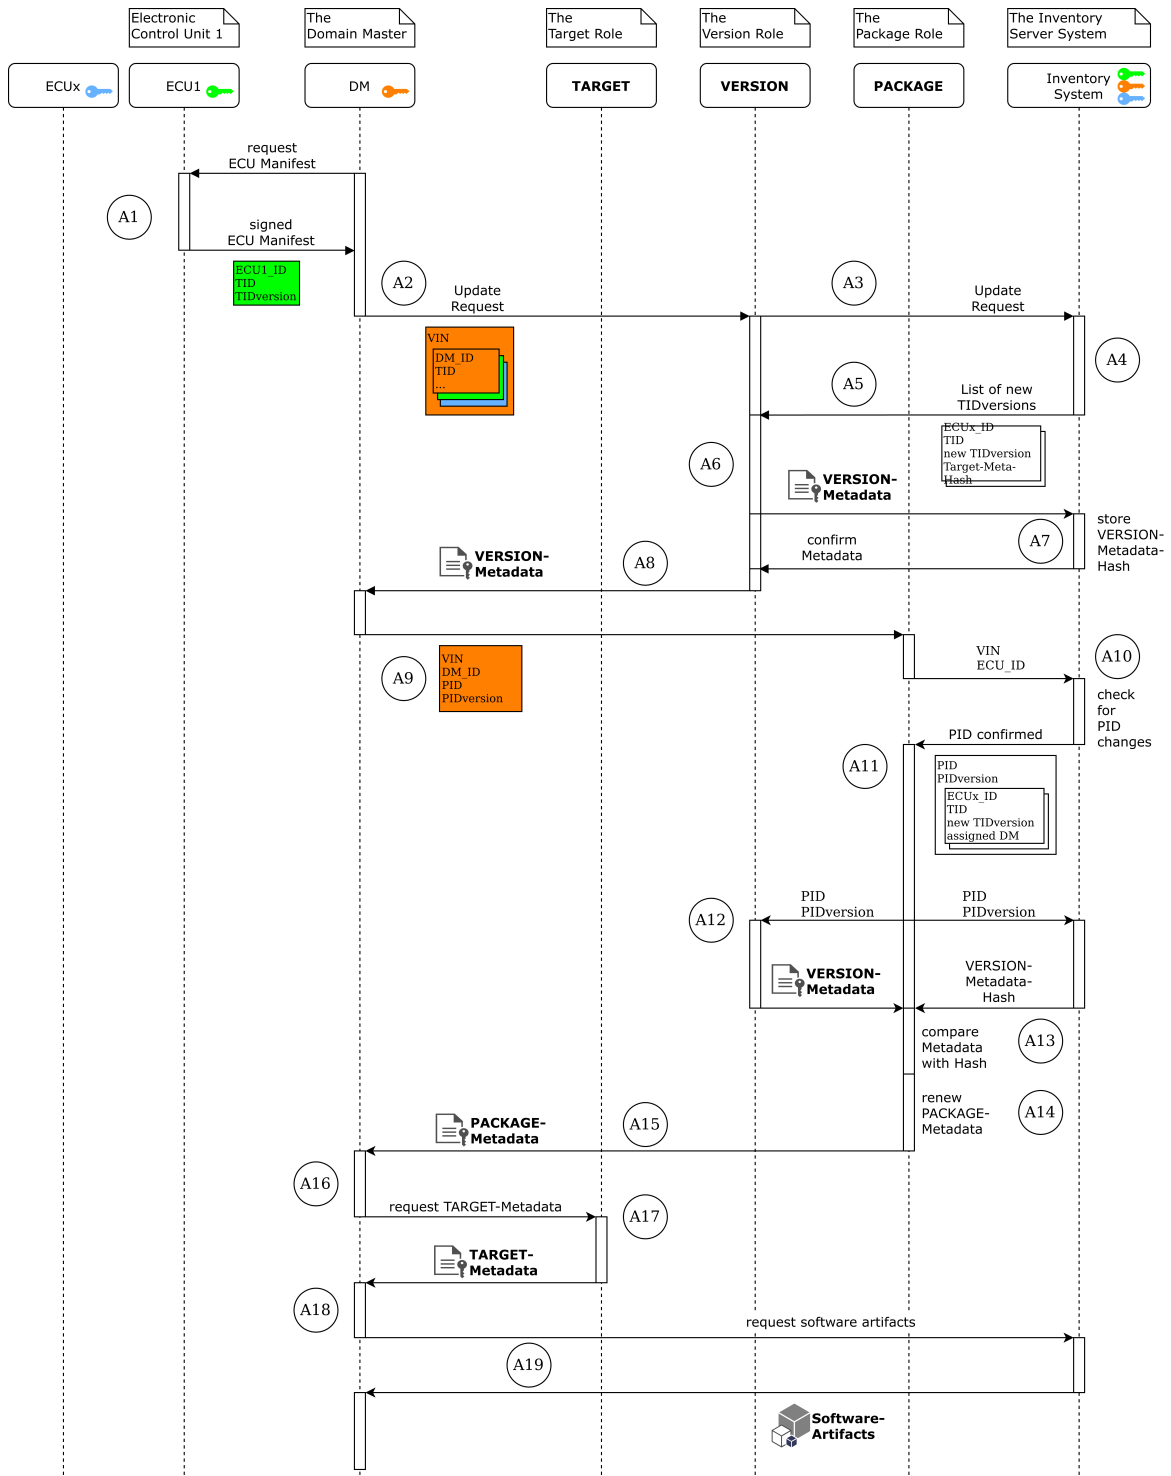 Electronic
Control Unit 1
The
Domain Master
The
Target Role
The
Version Role
The
Package Role
The Inventory
Server System
ECUx
ECU1
DM
TARGET
VERSION
PACKAGE
Inventory
System
request
ECU Manifest
A1
signed
ECU Manifest
ECU1_ID
TID
TIDversion
A2
Update
Request
A3
Update
Request
VIN
DM_ID
TID
...
A4
A5
List of new
TIDversions
ECUx_ID
TID
new TIDversion
Target-Meta-
Hash
A6
VERSION-
Metadata
A7
store
VERSION-
Metadata-
Hash
confirm
Metadata
VERSION-
Metadata
A8
A9
VIN
DM_ID
PID
PIDversion
VIN
ECU_ID
A10
check
for
PID
changes
PID confirmed
A11
PID
PIDversion
ECUx_ID
TID
new TIDversion
assigned DM
A12
PID
PIDversion
PID
PIDversion
VERSION-
Metadata
VERSION-
Metadata-
Hash
compare
Metadata
with Hash
A13
renew
PACKAGE-
Metadata
A14
PACKAGE-
Metadata
A15
A16
request TARGET-Metadata
A17
TARGET-
Metadata
A18
request software artifacts
A19
Software-
Artifacts